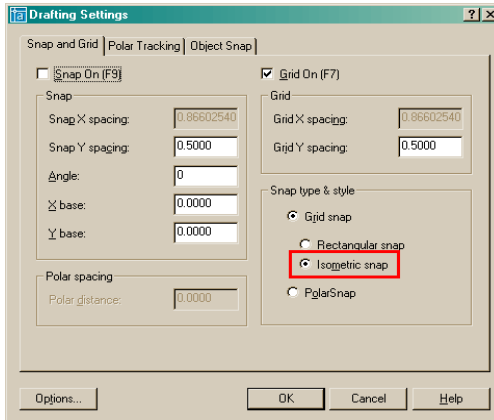 Drafting Settings
Snap and Grid Polar Tracking Object Snap
Snap On (F9)
Grid On (F7)
Snap
Snap X spacing: 0.86602540
Snap Y spacing: 0.5000
Angle: 0
X base: 0.0000
Y base: 0.0000
Grid
Grid X spacing: 0.86602540
Grid Y spacing: 0.5000
Snap type & style
Grid snap
Rectangular snap
Isometric snap
PolarSnap
Polar spacing
Polar distance: 0.0000
Options... OK Cancel Help